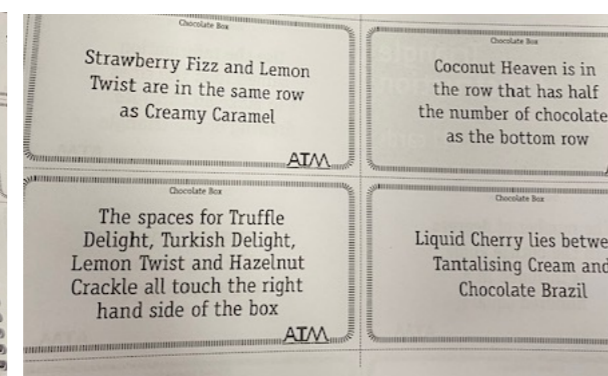 Chocolate Box
Strawberry Fizz and Lemon
Twist are in the same row
as Creamy Caramel
ATM
Chocolate Box
Coconut Heaven is in
the row that has half
the number of chocolate
as the bottom row
Chocolate Box
The spaces for Truffle
Delight, Turkish Delight,
Lemon Twist and Hazelnut
Crackle all touch the right
hand side of the box
ATM
Chocolate Box
Liquid Cherry lies betwe
Tantalising Cream and
Chocolate Brazil